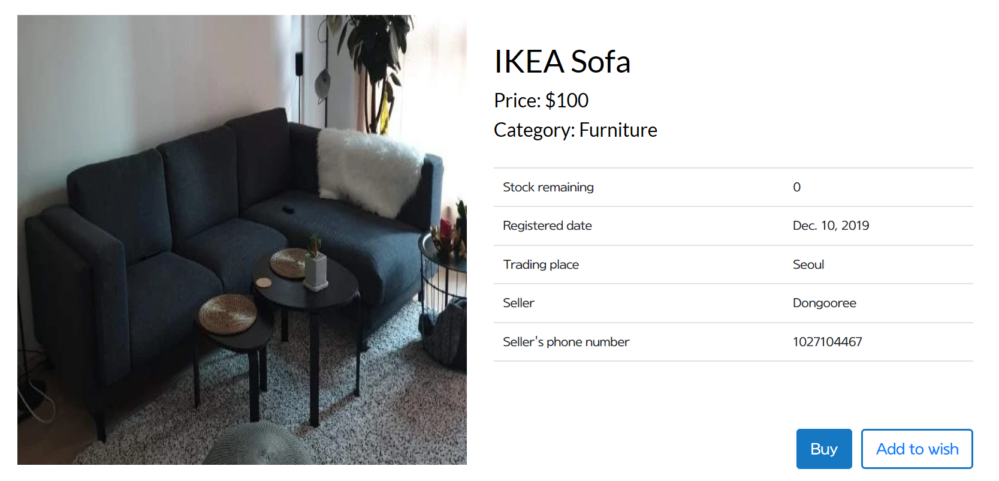 IKEA Sofa
Price: $100
Category: Furniture
Stock remaining 0
Registered date Dec. 10, 2019
Trading place Seoul
Seller Dongooree
Seller's phone number 1027104467
Buy Add to wish